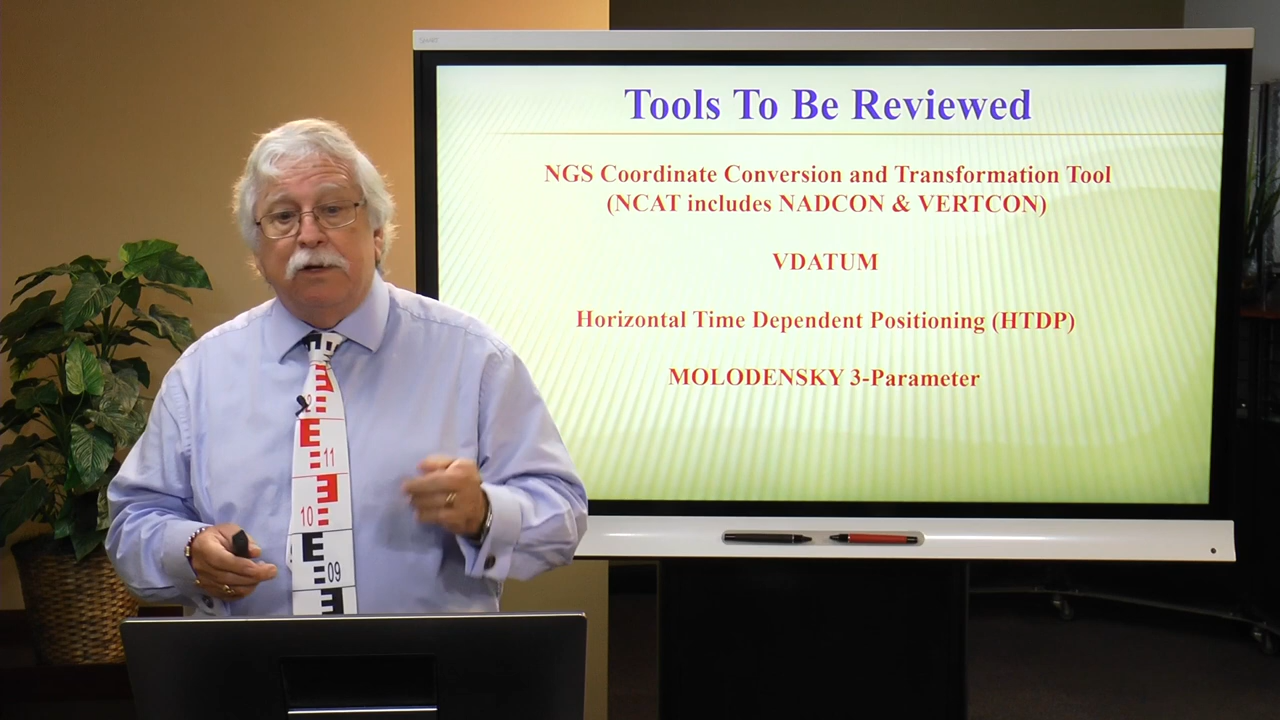 Tools To Be Reviewed
NGS Coordinate Conversion and Transformation Tool
(NCAT includes NADCON & VERTCON)
VDATUM
Horizontal Time Dependent Positioning (HTDP)
MOLODENSKY 3-Parameter
11
10
09